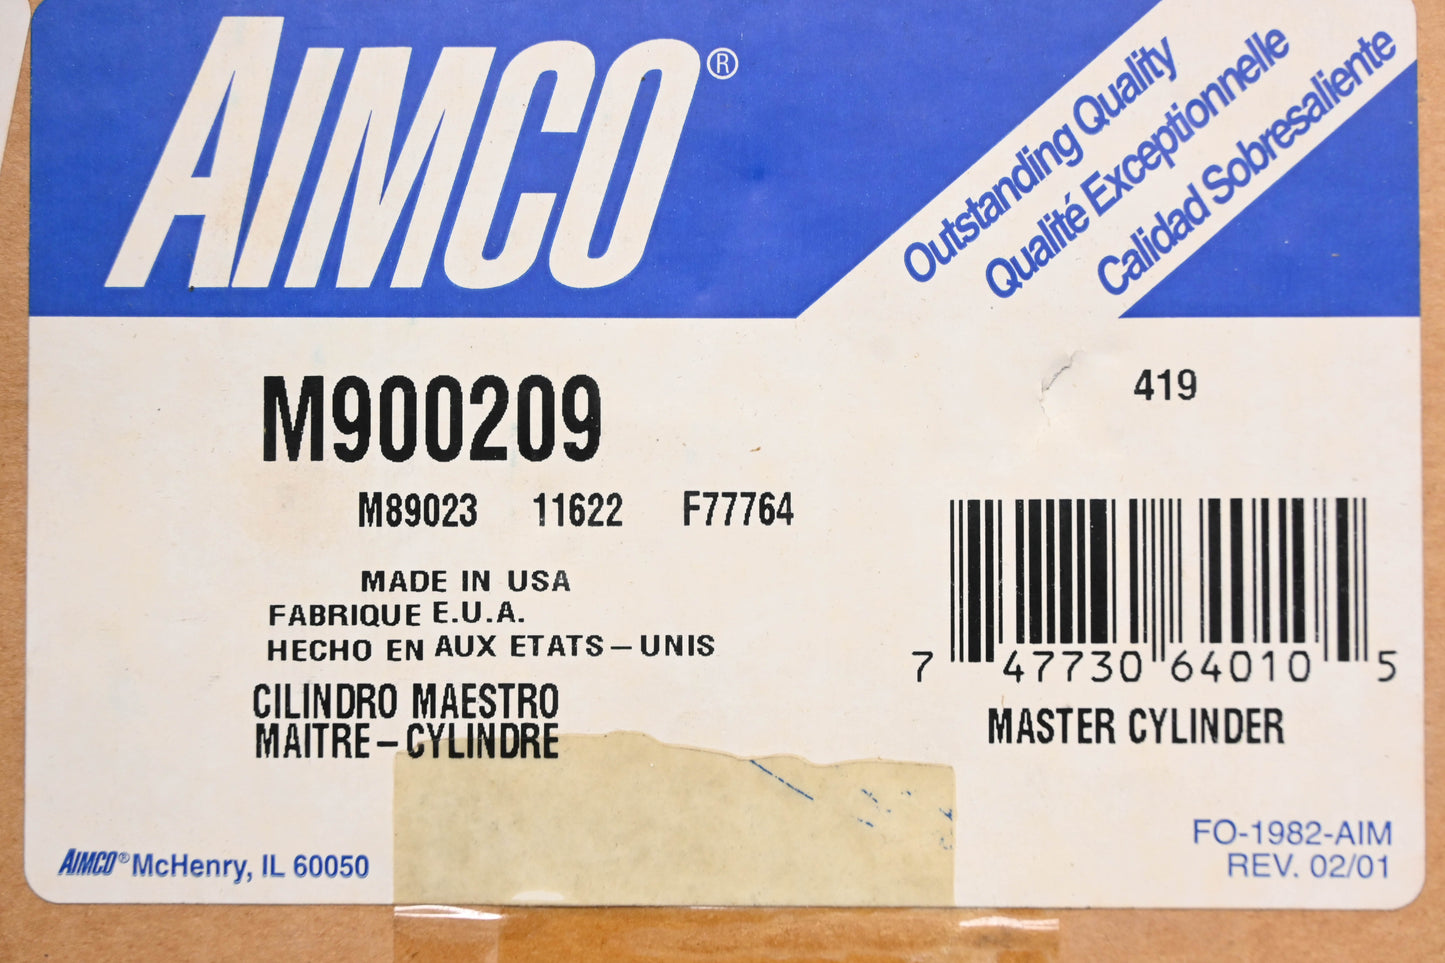 AIMCO®
Outstanding Quality
Qualité Exceptionnelle
Calidad Sobresaliente
M900209
419
M89023 11622 F77764
MADE IN USA
FABRIQUE E.U.A.
HECHO EN AUX ETATS-UNIS
CILINDRO MAESTRO
MAITRE-CYLINDRE
7 47730 64010 5
MASTER CYLINDER
AIMCO® McHenry, IL 60050
FO-1982-AIM
REV. 02/01